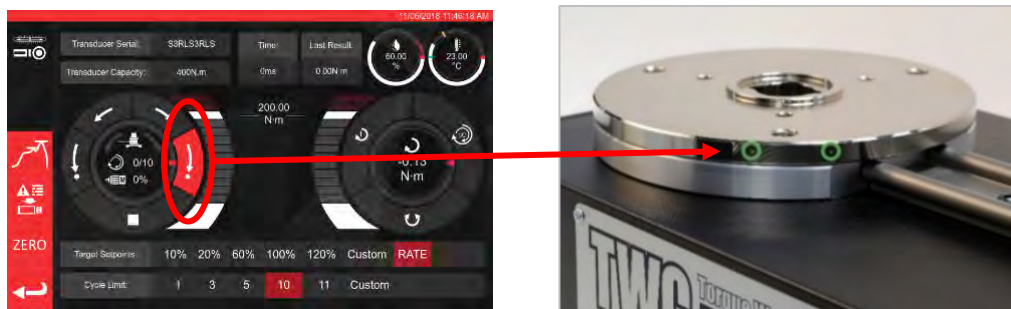 11/06/2018 11:46:18 AM
Transducer Serial: S3RLS3RLS
Time:
Last Result:
60.00
%
23.00
°C
Transducer Capacity: 400N.m
0ms
0.00N·m
200.00
N·m
0/10
0%
-0.13
N·m
ZERO
Target Setpoints: 10% 20% 60% 100% 120% Custom RATE
Cycle Limit: 1 3 5 10 11 Custom
TWC